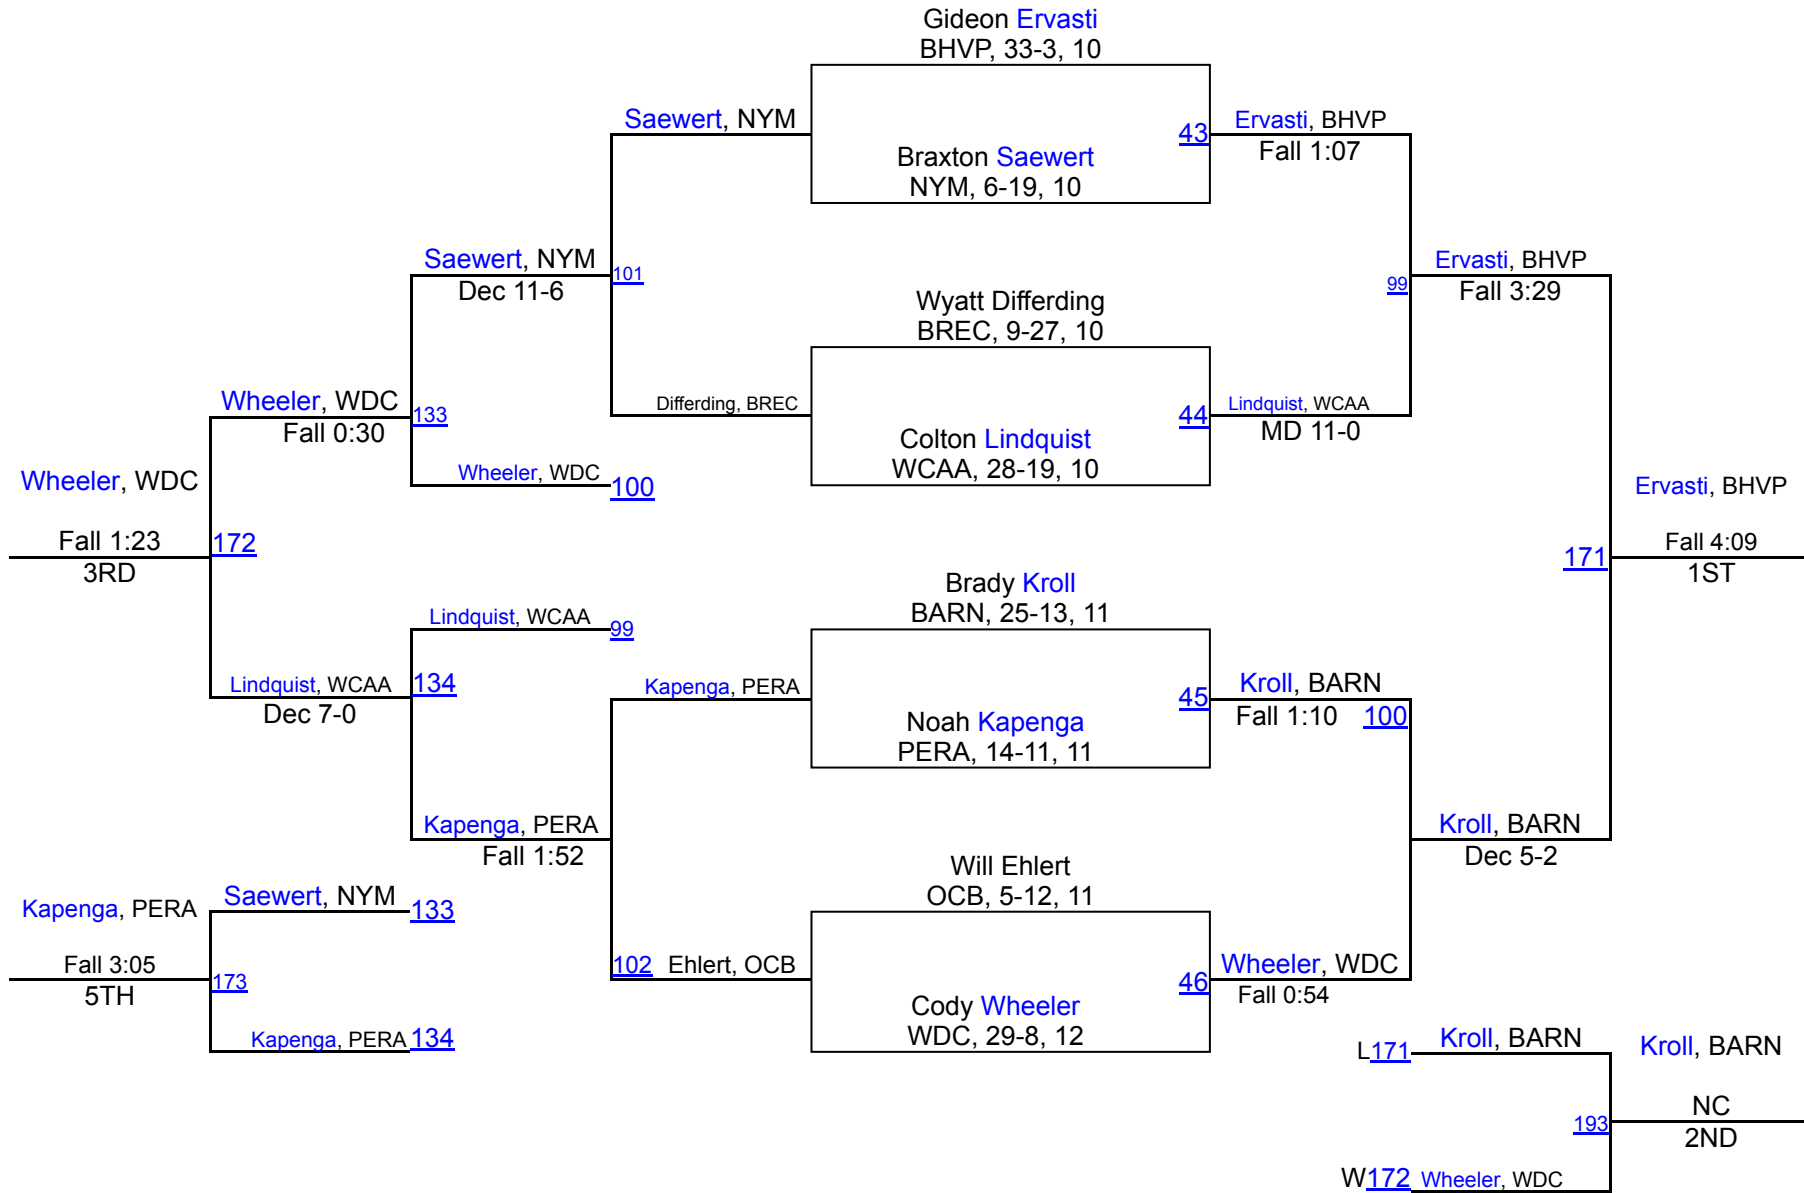 Gideon Ervasti
BHVP, 33-3, 10
Saewert, NYM
43
Ervasti, BHVP
Fall 1:07
Braxton Saewert
NYM, 6-19, 10
Saewert, NYM
Dec 11-6
101
99
Ervasti, BHVP
Fall 3:29
Wyatt Differding
BREC, 9-27, 10
Wheeler, WDC
Fall 0:30
133
Differding, BREC
44
Lindquist, WCAA
MD 11-0
Colton Lindquist
WCAA, 28-19, 10
Wheeler, WDC
100
Wheeler, WDC
Fall 1:23
3RD
172
Ervasti, BHVP
171
Fall 4:09
1ST
Brady Kroll
BARN, 25-13, 11
Lindquist, WCAA
99
Lindquist, WCAA
Dec 7-0
134
Kapenga, PERA
45
Kroll, BARN
Fall 1:10
100
Noah Kapenga
PERA, 14-11, 11
Kapenga, PERA
Fall 1:52
Kroll, BARN
Dec 5-2
Will Ehlert
OCB, 5-12, 11
Kapenga, PERA
Saewert, NYM
133
Fall 3:05
5TH
173
102
Ehlert, OCB
46
Wheeler, WDC
Fall 0:54
Cody Wheeler
WDC, 29-8, 12
Kapenga, PERA
134
L171
Kroll, BARN
Kroll, BARN
193
NC
2ND
W172
Wheeler, WDC